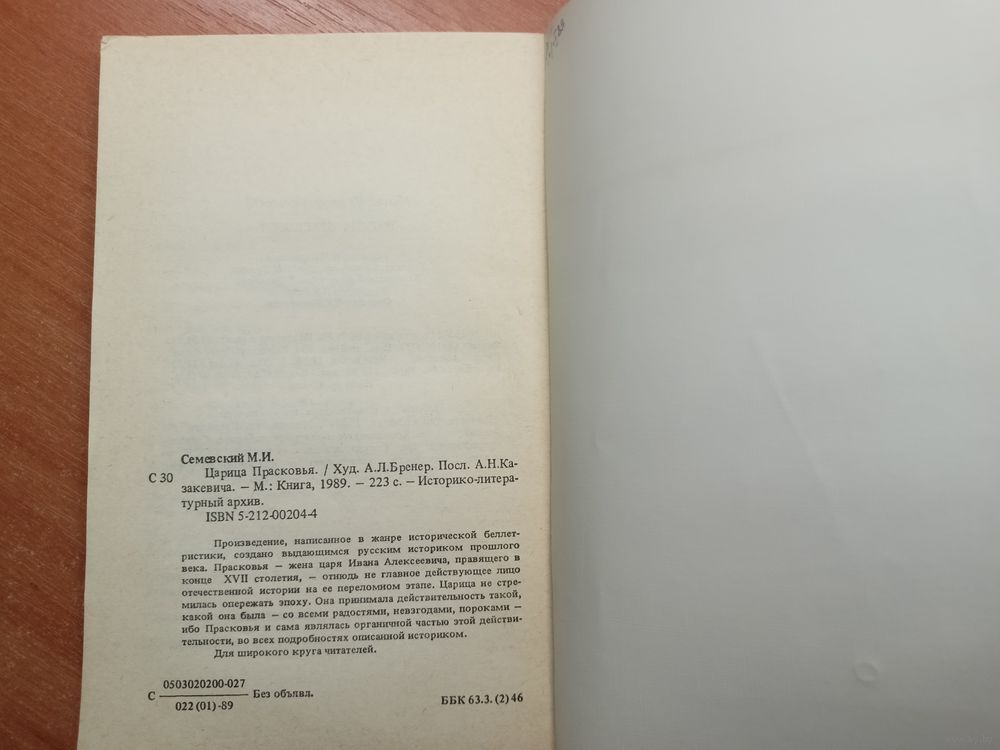 Семевский М.И.
С 30
Царица Прасковья. / Худ. А.Л.Бренер. Посл. А.Н.Ка-
закевича. — М.: Книга, 1989. — 223 с. — Историко-литера-
турный архив.
ISBN 5-212-00204-4
Произведение, написанное в жанре исторической беллет-
ристики, создано выдающимся русским историком прошлого
века. Прасковья — жена царя Ивана Алексеевича, правящего в
конце XVII столетия, — отнюдь не главное действующее лицо
отечественной истории на ее переломном этапе. Царица не стре-
милась опережать эпоху. Она принимала действительность такой,
какой она была — со всеми радостями, невзгодами, пороками —
ибо Прасковья и сама являлась органичной частью этой действи-
тельности, во всех подробностях описанной историком.
Для широкого круга читателей.
0503020200-027
С Без объявл.
022 (01)-89
ББК 63.3. (2) 46